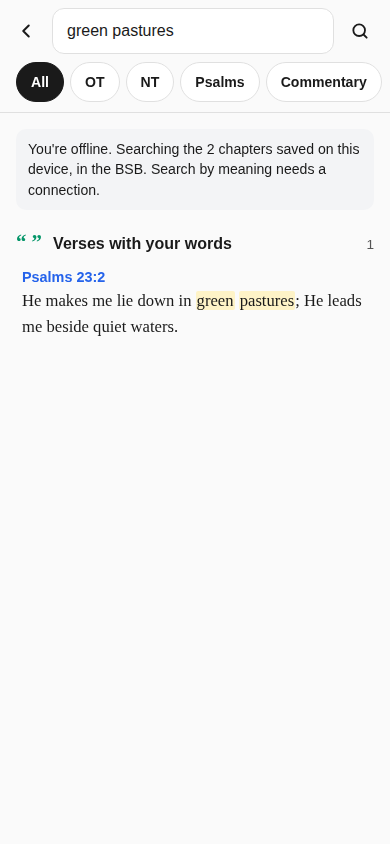 green pastures
All OT NT Psalms Commentary
You're offline. Searching the 2 chapters saved on this
device, in the BSB. Search by meaning needs a
connection.
“ ” Verses with your words 1
Psalms 23:2
He makes me lie down in green pastures; He leads
me beside quiet waters.